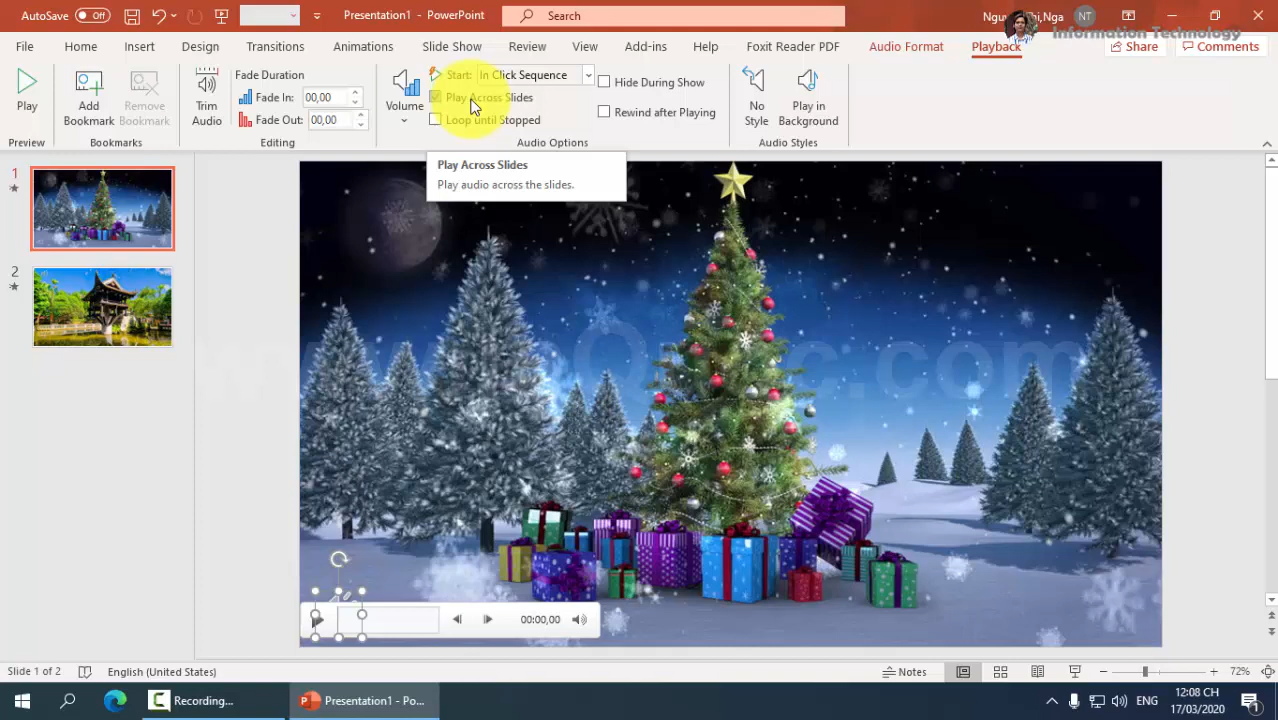 AutoSave Off
Presentation1 - PowerPoint
Search
NT
Information Technology
File Home Insert Design Transitions Animations Slide Show Review View Add-ins Help Foxit Reader PDF Audio Format Playback
Share Comments
Play
Add Bookmark
Remove Bookmark
Trim Audio
Fade Duration
Fade In: 00,00
Fade Out: 00,00
Volume
Start: In Click Sequence
Play Across Slides
Loop until Stopped
Hide During Show
Rewind after Playing
No Style
Play in Background
Preview Bookmarks Editing Audio Options Audio Styles
Play Across Slides
Play audio across the slides.
1
2
00:00,00
Slide 1 of 2 English (United States) Notes 72%
Recording...
Presentation1 - Po...
ENG
12:08 CH
17/03/2020
1